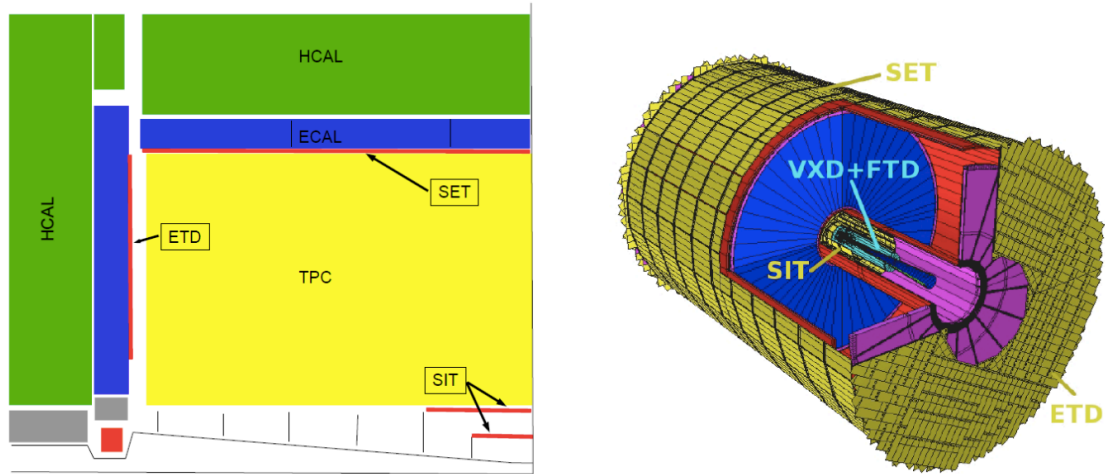 HCAL
ECAL
SET
HCAL
ETD
TPC
SIT
SET
VXD+FTD
SIT
ETD